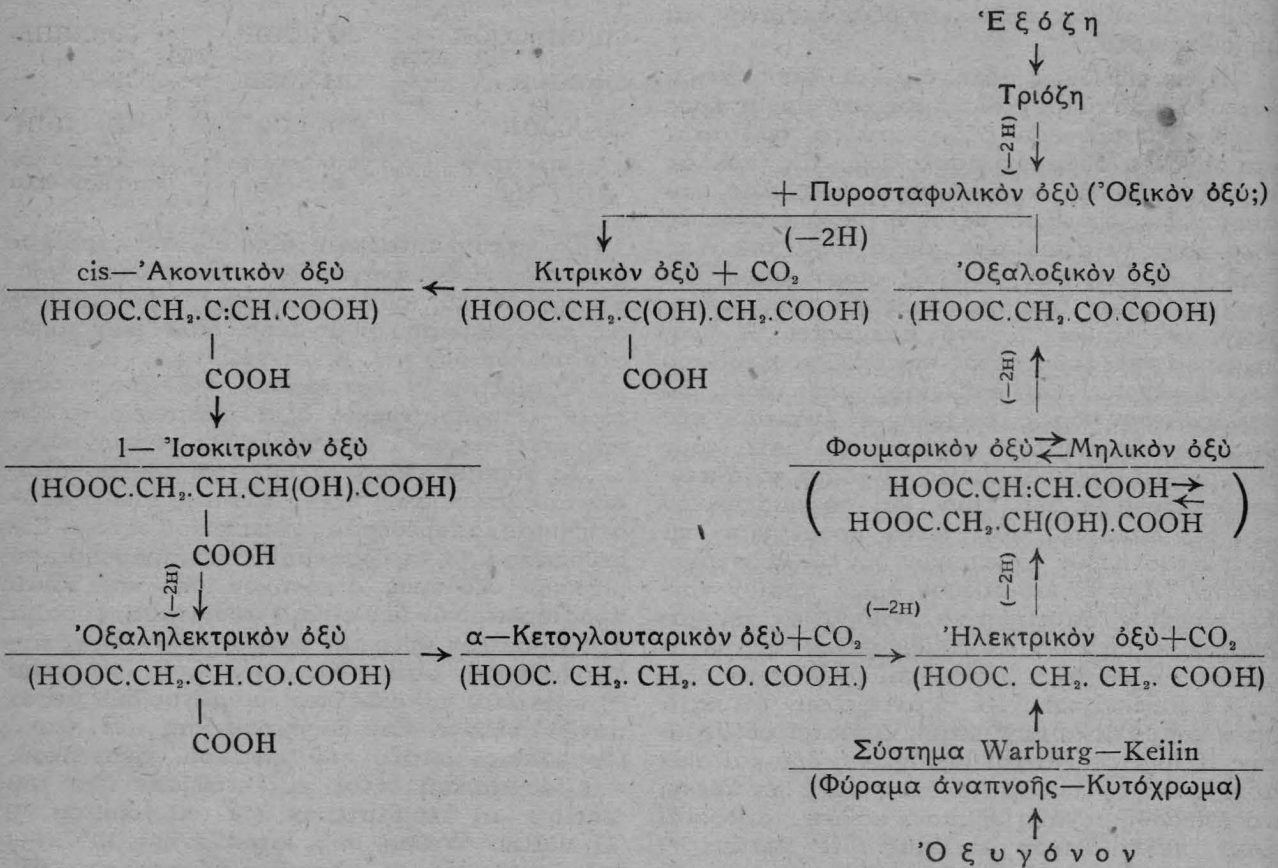 Ἑξόζη
Τριόζη
(—2H)
+ Πυροσταφυλικὸν ὀξὺ (Ὀξικὸν ὀξύ;)
(—2H)
cis—Ἀκονιτικὸν ὀξὺ
(HOOC.CH₂.C:CH.COOH)
COOH
Κιτρικὸν ὀξὺ + CO₂
(HOOC.CH₂.C(OH).CH₂.COOH)
COOH
Ὀξαλοξικὸν ὀξὺ
(HOOC.CH₂.CO.COOH)
(—2H)
l— Ἰσοκιτρικὸν ὀξὺ
(HOOC.CH₂.CH.CH(OH).COOH)
COOH
(—2H)
Φουμαρικὸν ὀξὺ⇄Μηλικὸν ὀξὺ
(HOOC.CH:CH.COOH⇄
HOOC.CH₂.CH(OH).COOH)
(—2H)
Ὀξαληλεκτρικὸν ὀξὺ
(HOOC.CH₂.CH.CO.COOH)
COOH
α—Κετογλουταρικὸν ὀξὺ+CO₂
(HOOC. CH₂. CH₂. CO. COOH.)
(—2H)
Ἠλεκτρικὸν ὀξὺ+CO₂
(HOOC. CH₂. CH₂. COOH)
Σύστημα Warburg—Keilin
(Φύραμα ἀναπνοῆς—Κυτόχρωμα)
Ὀξυγόνον